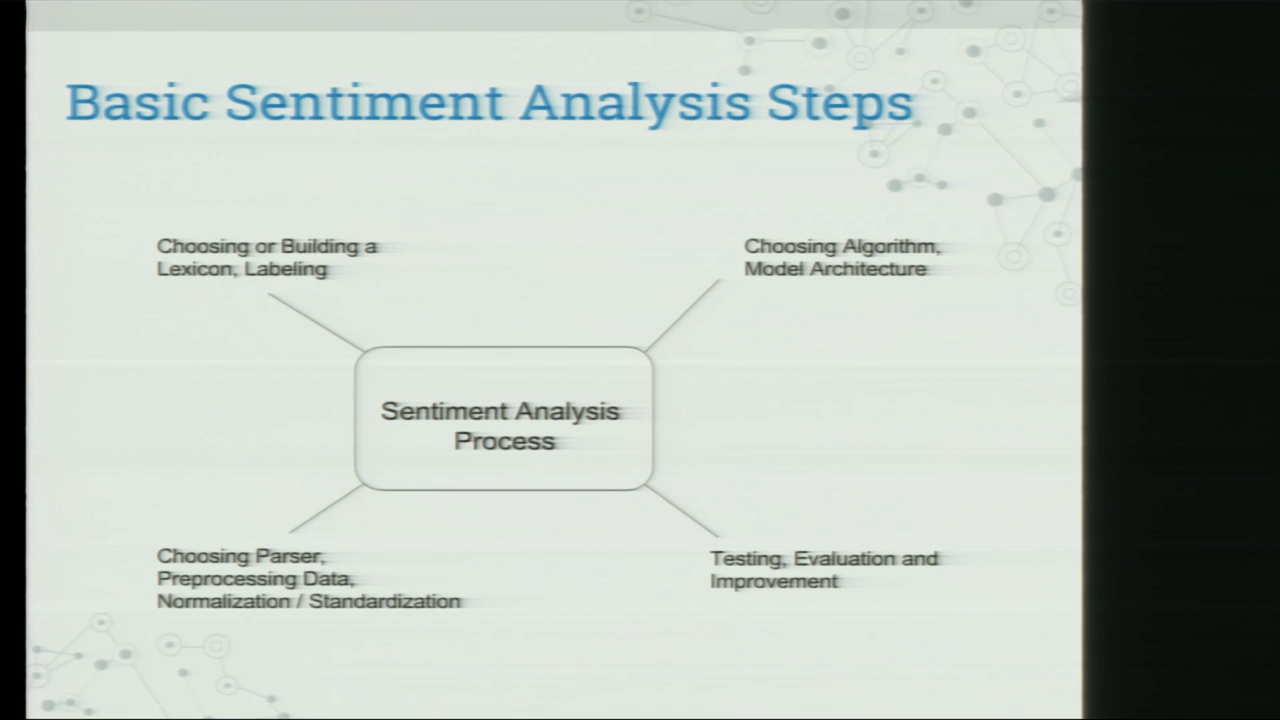 Basic Sentiment Analysis Steps
Choosing or Building a
Lexicon, Labeling
Choosing Algorithm,
Model Architecture
Sentiment Analysis
Process
Choosing Parser,
Preprocessing Data,
Normalization / Standardization
Testing, Evaluation and
Improvement